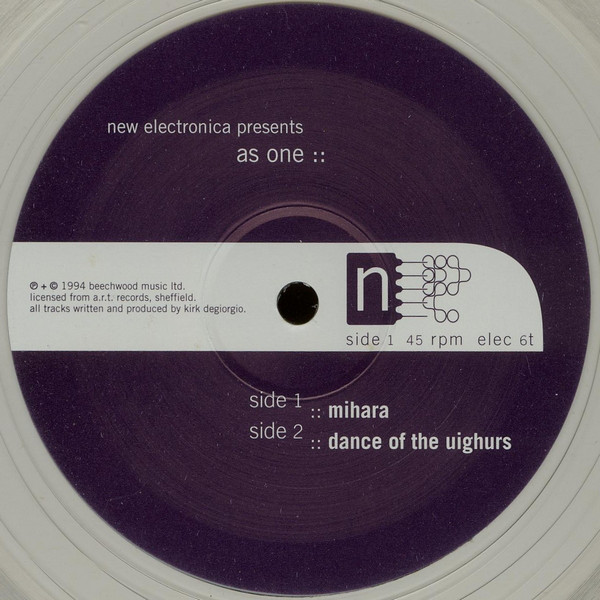 new electronica presents
as one ::
℗ + © 1994 beechwood music ltd.
licensed from a.r.t. records, sheffield.
all tracks written and produced by kirk degiorgio.
n
side 1 45 rpm elec 6t
side 1 :: mihara
side 2 :: dance of the uighurs